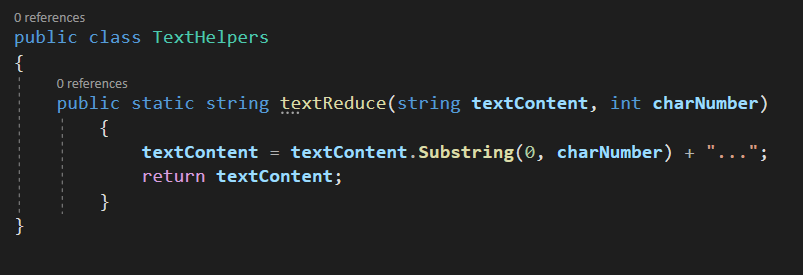 0 references
public class TextHelpers
{
0 references
public static string textReduce(string textContent, int charNumber)
{
textContent = textContent.Substring(0, charNumber) + "...";
return textContent;
}
}